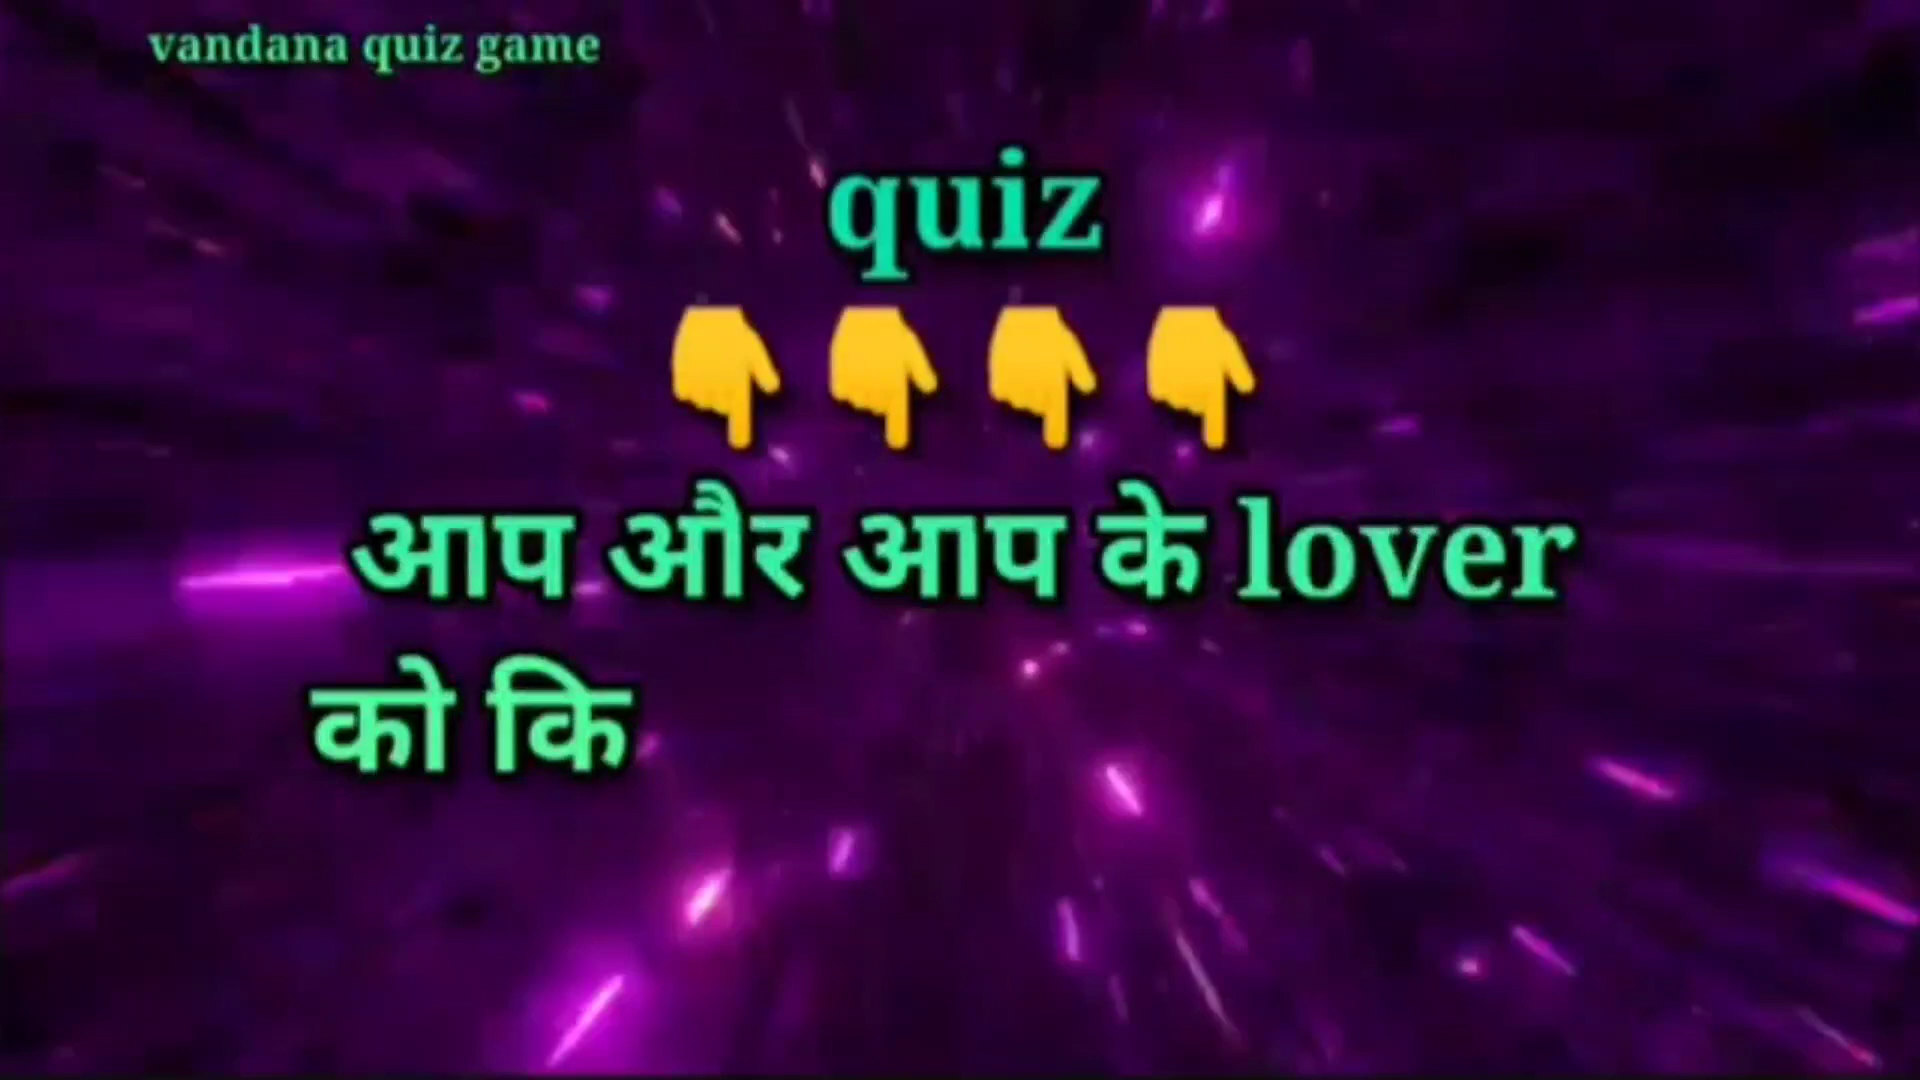 vandana quiz game
quiz
👇👇👇👇
आप और आप के lover
को कि